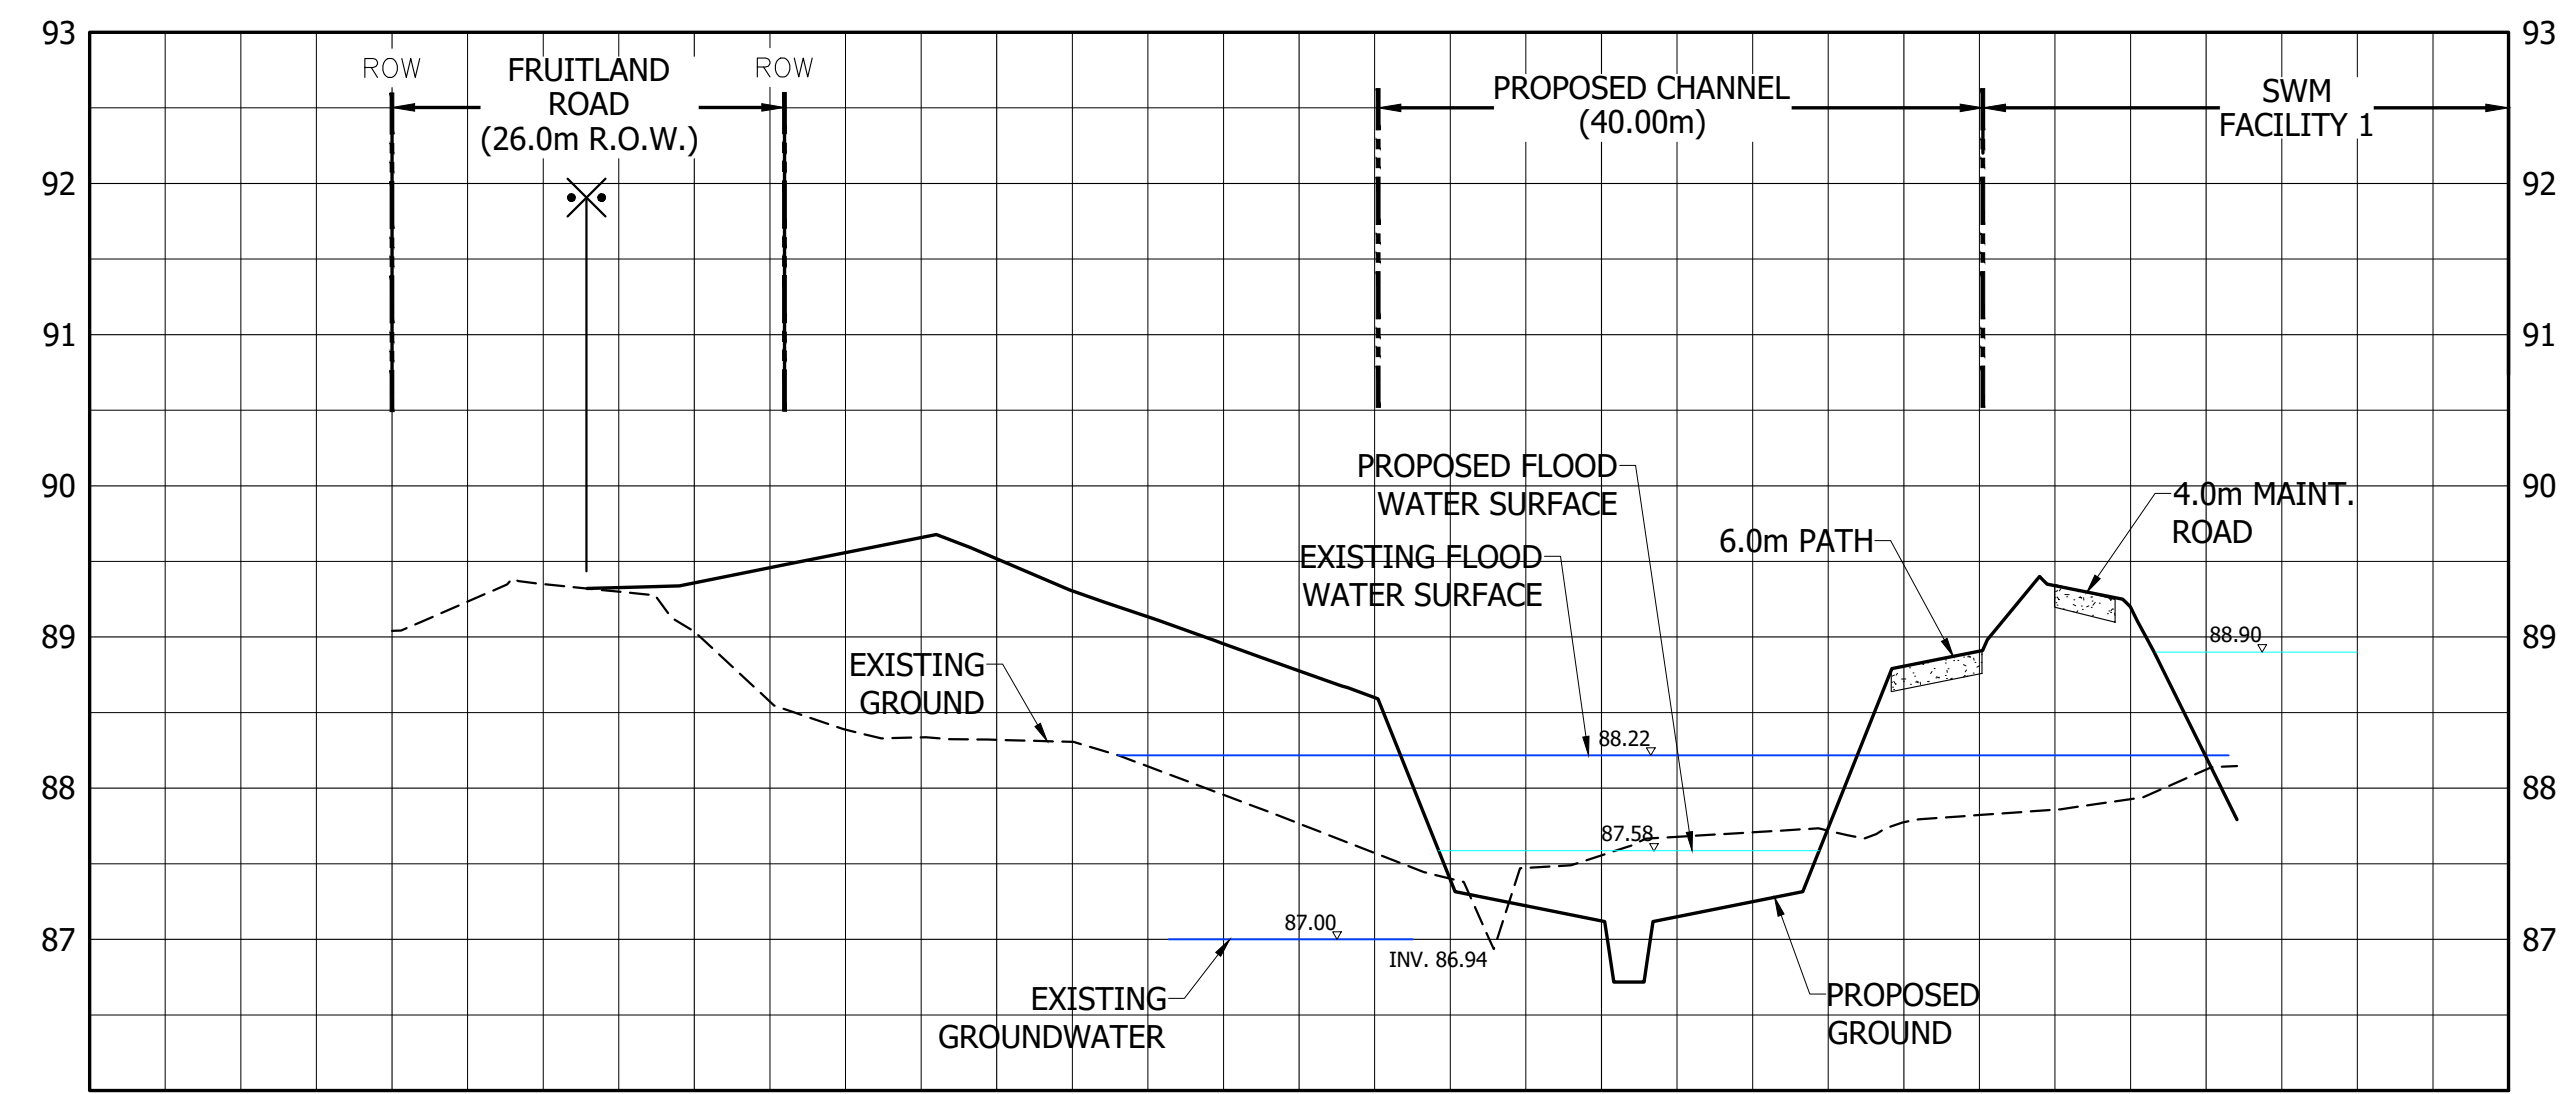 93
93
ROW
FRUITLAND
ROAD
(26.0m R.O.W.)
ROW
PROPOSED CHANNEL
(40.00m)
SWM
FACILITY 1
92
92
91
91
90
90
PROPOSED FLOOD
WATER SURFACE
EXISTING FLOOD
WATER SURFACE
6.0m PATH
4.0m MAINT.
ROAD
89
89
88.90
EXISTING
GROUND
88.22
88
88
87.58
87.00
87
87
INV. 86.94
EXISTING
GROUNDWATER
PROPOSED
GROUND